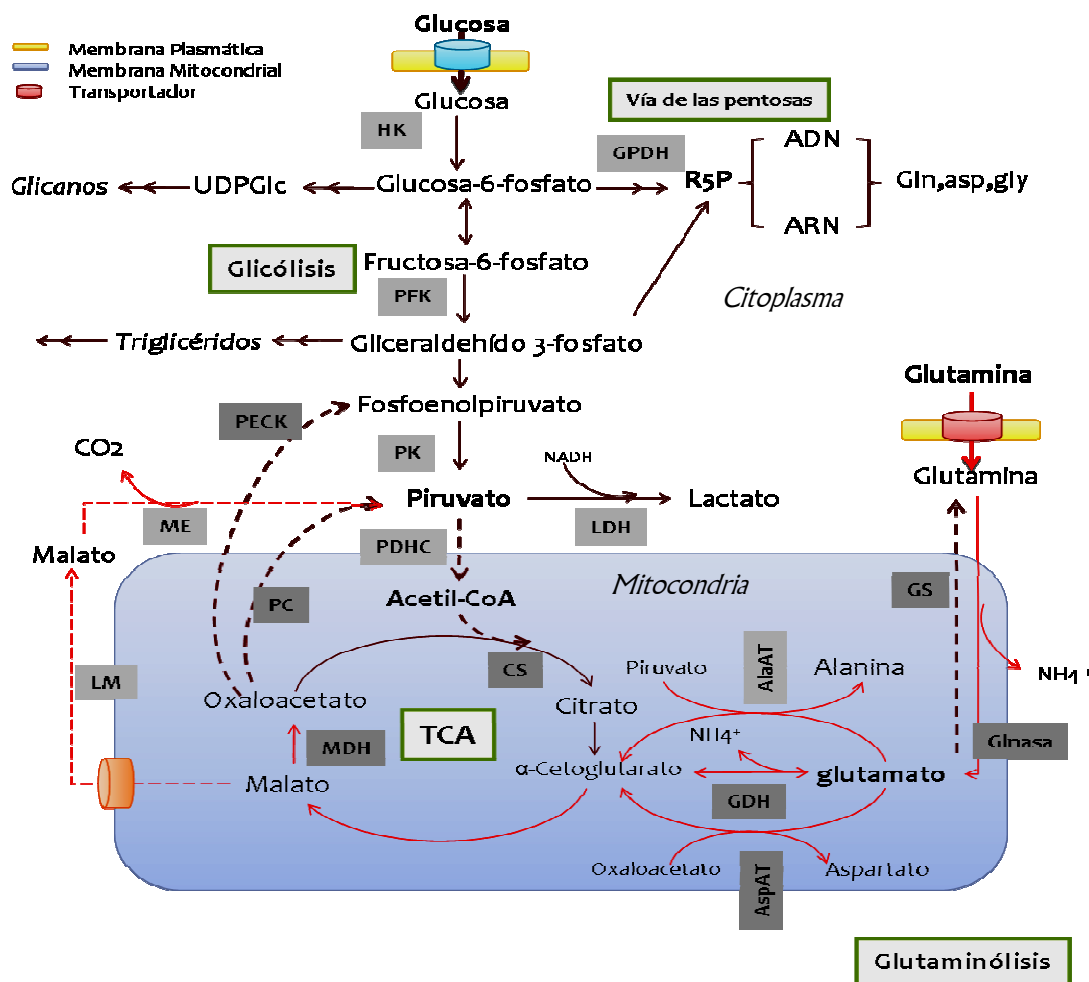 Glucosa
Membrana Plasmática
Membrana Mitocondrial
Transportador
Glucosa
Vía de las pentosas
HK
GPDH
ADN
Glicanos
UDPGlc
Glucosa-6-fosfato
R5P
Gln,asp,gly
ARN
Glicólisis
Fructosa-6-fosfato
PFK
Citoplasma
Triglicéridos
Gliceraldehído 3-fosfato
Glutamina
Fosfoenolpiruvato
PECK
CO2
PK
NADH
Glutamina
Piruvato
Lactato
ME
LDH
Malato
PDHC
Mitocondria
Acetil-CoA
PC
GS
LM
CS
Piruvato
AlaAT
Alanina
NH4+
Oxaloacetato
Citrato
TCA
MDH
NH4+
Glnasa
α-Cetoglutarato
glutamato
Malato
GDH
Oxaloacetato
AspAT
Aspartato
Glutaminólisis